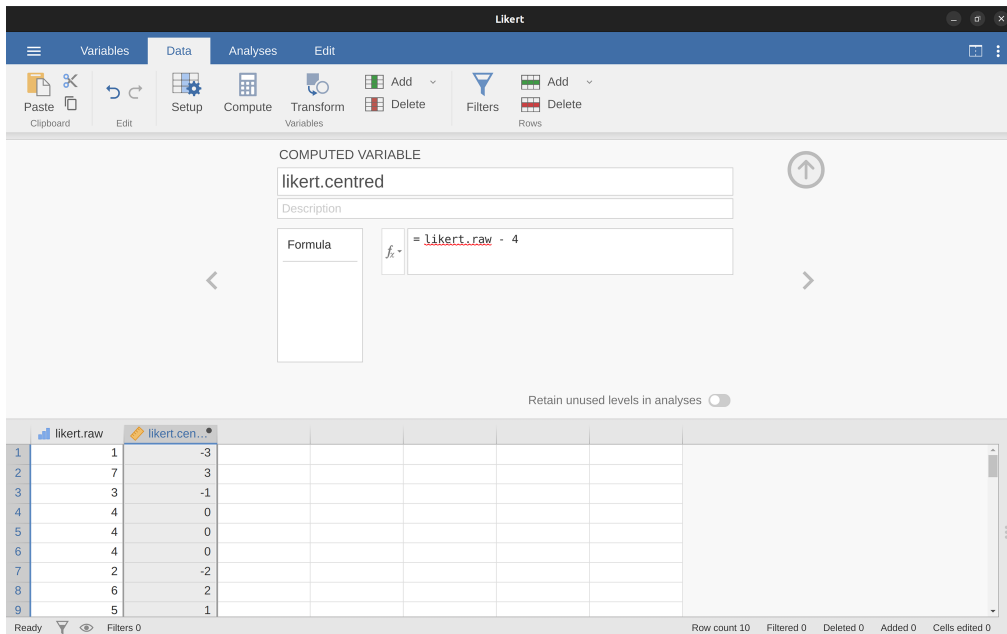 Likert
Variables Data Analyses Edit
Paste Setup Compute Transform Add Delete Filters Add Delete
Clipboard Edit Variables Rows
COMPUTED VARIABLE
likert.centred
Description
Formula
fx = likert.raw - 4
Retain unused levels in analyses
likert.raw likert.cen...
1 1 -3
2 7 3
3 3 -1
4 4 0
5 4 0
6 4 0
7 2 -2
8 6 2
9 5 1
Ready Filters 0 Row count 10 Filtered 0 Deleted 0 Added 0 Cells edited 0